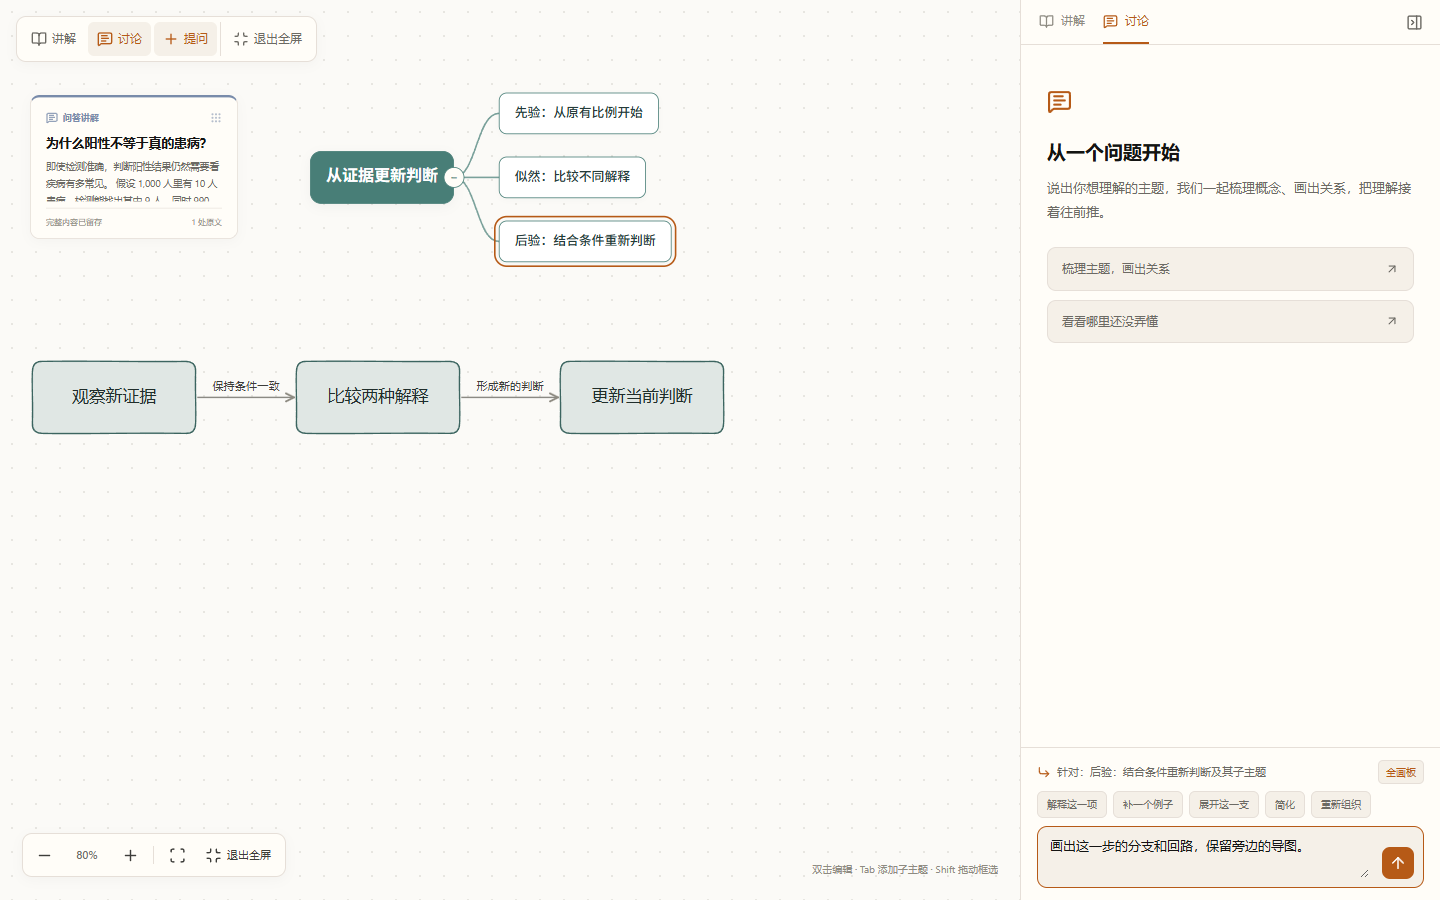 讲解
讨论
提问
退出全屏
问答讲解
为什么阳性不等于真的患病？
即使检测准确，判断阳性结果仍然需要看
疾病有多常见。 假设 1,000 人里有 10 人
完整内容已留存
1 处原文
从证据更新判断
先验：从原有比例开始
似然：比较不同解释
后验：结合条件重新判断
观察新证据
保持条件一致
比较两种解释
形成新的判断
更新当前判断
80%
退出全屏
双击编辑 · Tab 添加子主题 · Shift 拖动框选
讲解
讨论
从一个问题开始
说出你想理解的主题，我们一起梳理概念、画出关系，把理解接
着往前推。
梳理主题，画出关系
看看哪里还没弄懂
针对：后验：结合条件重新判断及其子主题
全画板
解释这一项
补一个例子
展开这一支
简化
重新组织
画出这一步的分支和回路，保留旁边的导图。